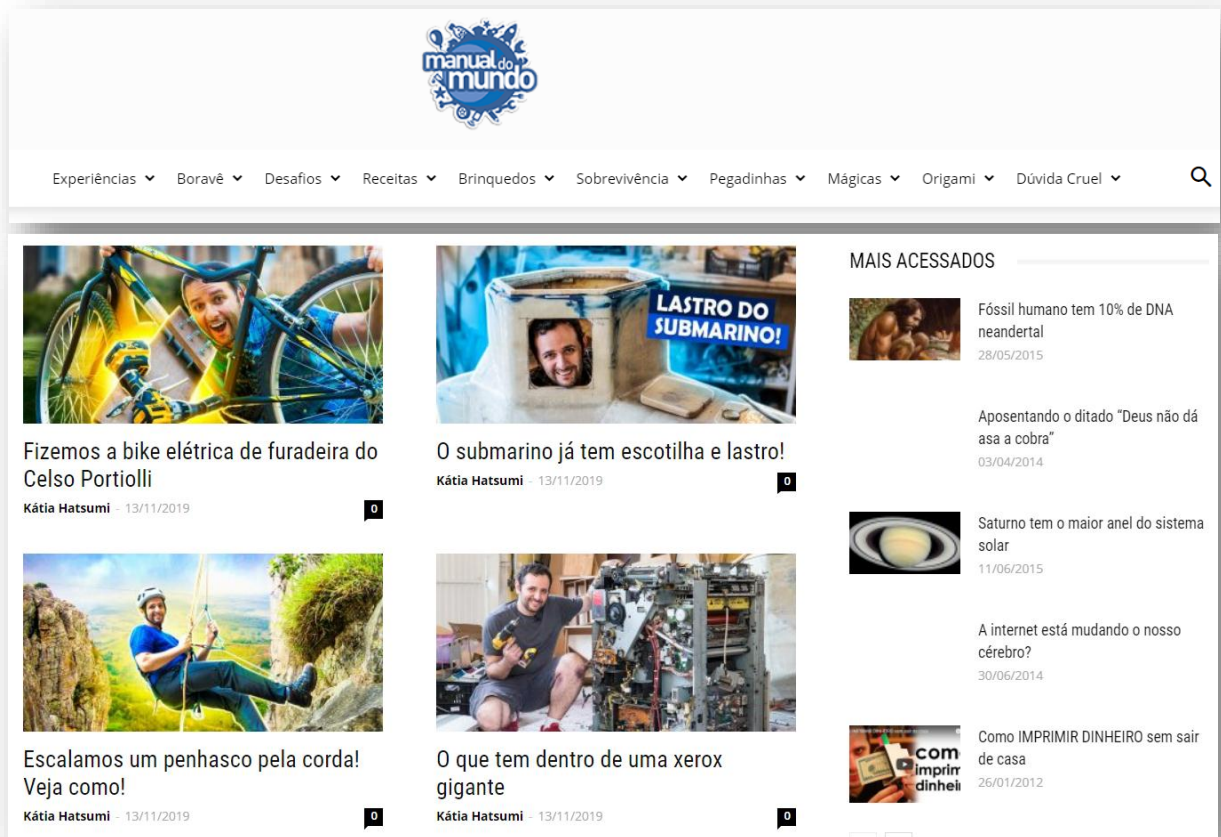 manual do
mundo
Experiências
Boravê
Desafios
Receitas
Brinquedos
Sobrevivência
Pegadinhas
Mágicas
Origami
Dúvida Cruel
LASTRO DO
SUBMARINO!
Fizemos a bike elétrica de furadeira do
Celso Portiolli
Kátia Hatsumi - 13/11/2019
0
O submarino já tem escotilha e lastro!
Kátia Hatsumi - 13/11/2019
0
Escalamos um penhasco pela corda!
Veja como!
Kátia Hatsumi - 13/11/2019
0
O que tem dentro de uma xerox
gigante
Kátia Hatsumi - 13/11/2019
0
MAIS ACESSADOS
Fóssil humano tem 10% de DNA
neandertal
28/05/2015
Aposentando o ditado “Deus não dá
asa a cobra”
03/04/2014
Saturno tem o maior anel do sistema
solar
11/06/2015
A internet está mudando o nosso
cérebro?
30/06/2014
com
imprim
dinhei
Como IMPRIMIR DINHEIRO sem sair
de casa
26/01/2012